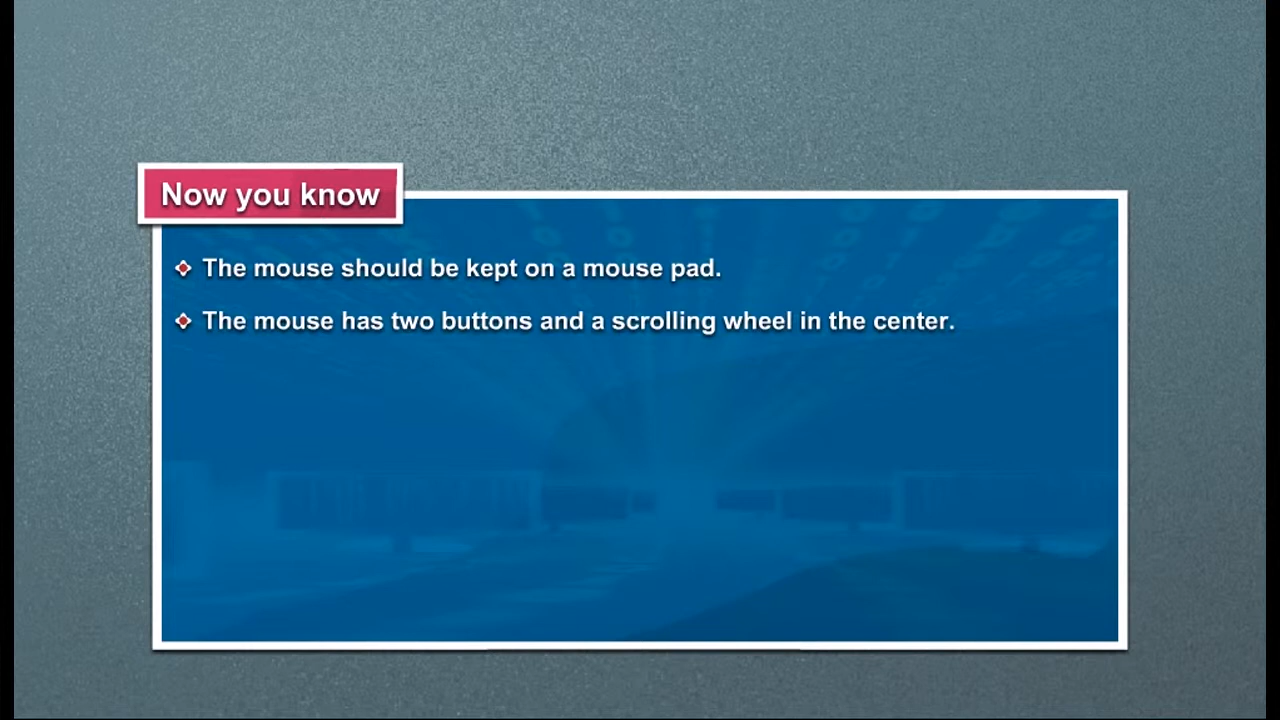 Now you know
The mouse should be kept on a mouse pad.
The mouse has two buttons and a scrolling wheel in the center.